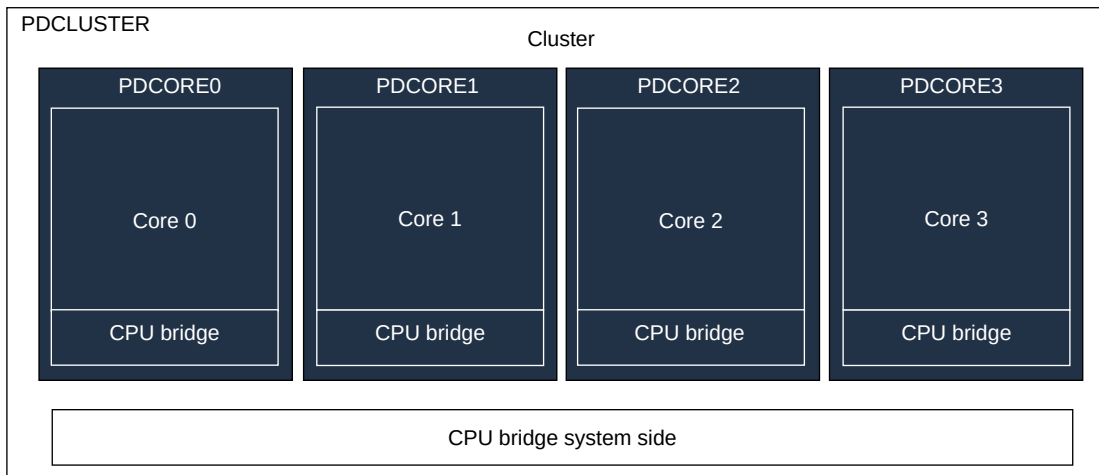 PDCLUSTER
Cluster
PDCORE0 PDCORE1 PDCORE2 PDCORE3
Core 0 Core 1 Core 2 Core 3
CPU bridge CPU bridge CPU bridge CPU bridge
CPU bridge system side